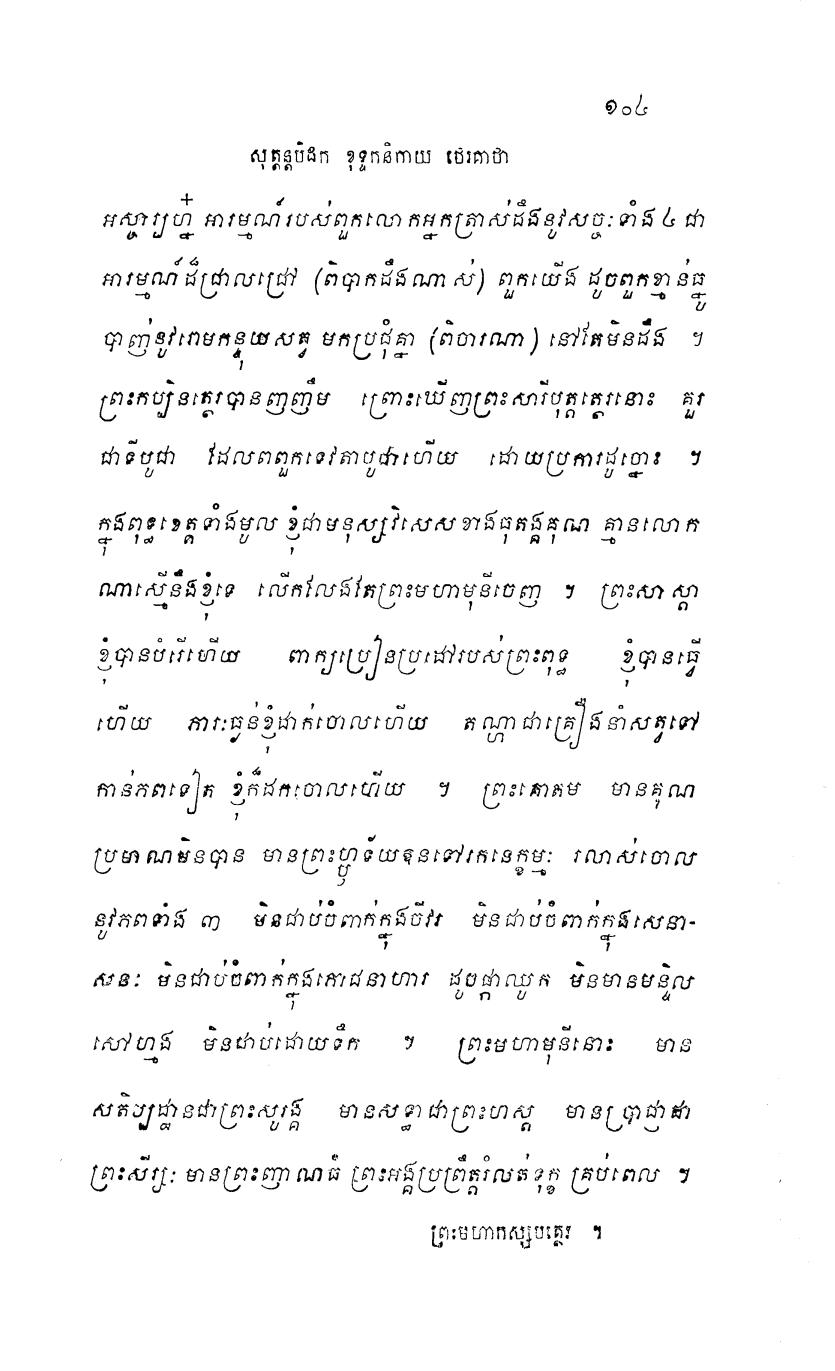 ១០៤
សុត្តន្តបិដក ខុទ្ទកនិកាយ ថេរគាថា
អស្ចារ្យហ្ន៎ អារម្មណ៍របស់ពួកលោកអ្នកត្រាស់ដឹងនូវសច្ចៈទាំង ៤ ជា
អារម្មណ៍ដ៏ជ្រាលជ្រៅ (ពិបាកដឹងណាស់) ពួកយើង ដូចពួកខ្មាន់ធ្នូ
បាញ់នូវរោមកន្ទុយសត្វ មកប្រជុំគ្នា (ពិចារណា) នៅតែមិនដឹង ។
ព្រះកប្បិនត្ថេរបានញញឹម ព្រោះឃើញព្រះសារីបុត្តត្ថេរនោះ គួរ
ជាទីបូជា ដែលពពួកទេវតាបូជាហើយ ដោយប្រការដូច្នោះ ។
ក្នុងពុទ្ធខេត្តទាំងមូល ខ្ញុំជាមនុស្សវិសេសខាងធុតង្គគុណ គ្មានលោក
ណាស្មើនឹងខ្ញុំទេ លើកលែងតែព្រះមហាមុនីចេញ ។ ព្រះសាស្តា
ខ្ញុំបានបំរើហើយ ពាក្យប្រៀនប្រដៅរបស់ព្រះពុទ្ធ ខ្ញុំបានធ្វើ
ហើយ ភារៈធ្ងន់ខ្ញុំដាក់ចោលហើយ តណ្ហាជាគ្រឿងនាំសត្វទៅ
កាន់ភពទៀត ខ្ញុំក៏ដកចោលហើយ ។ ព្រះគោតម មានគុណ
ប្រមាណមិនបាន មានព្រះហ្ឫទ័យឱនទៅរកនេក្ខម្មៈ រលាស់ចោល
នូវភពទាំង ៣ មិនជាប់ចំពាក់ក្នុងចីវរ មិនជាប់ចំពាក់ក្នុងសេនា-
សនៈ មិនជាប់ចំពាក់ក្នុងភោជនាហារ ដូចផ្កាឈូក មិនមានមន្ទិល
សៅហ្មង មិនជាប់ដោយទឹក ។ ព្រះមហាមុនីនោះ មាន
សតិប្បដ្ឋានជាព្រះសូរង្គ មានសទ្ធាជាព្រះហស្ត មានប្រាជ្ញាជា
ព្រះសីរ្សៈ មានព្រះញាណធំ ព្រះអង្គប្រព្រឹត្តរំលត់ទុក្ខ គ្រប់ពេល ។
ព្រះមហាកស្សបត្ថេរ ។